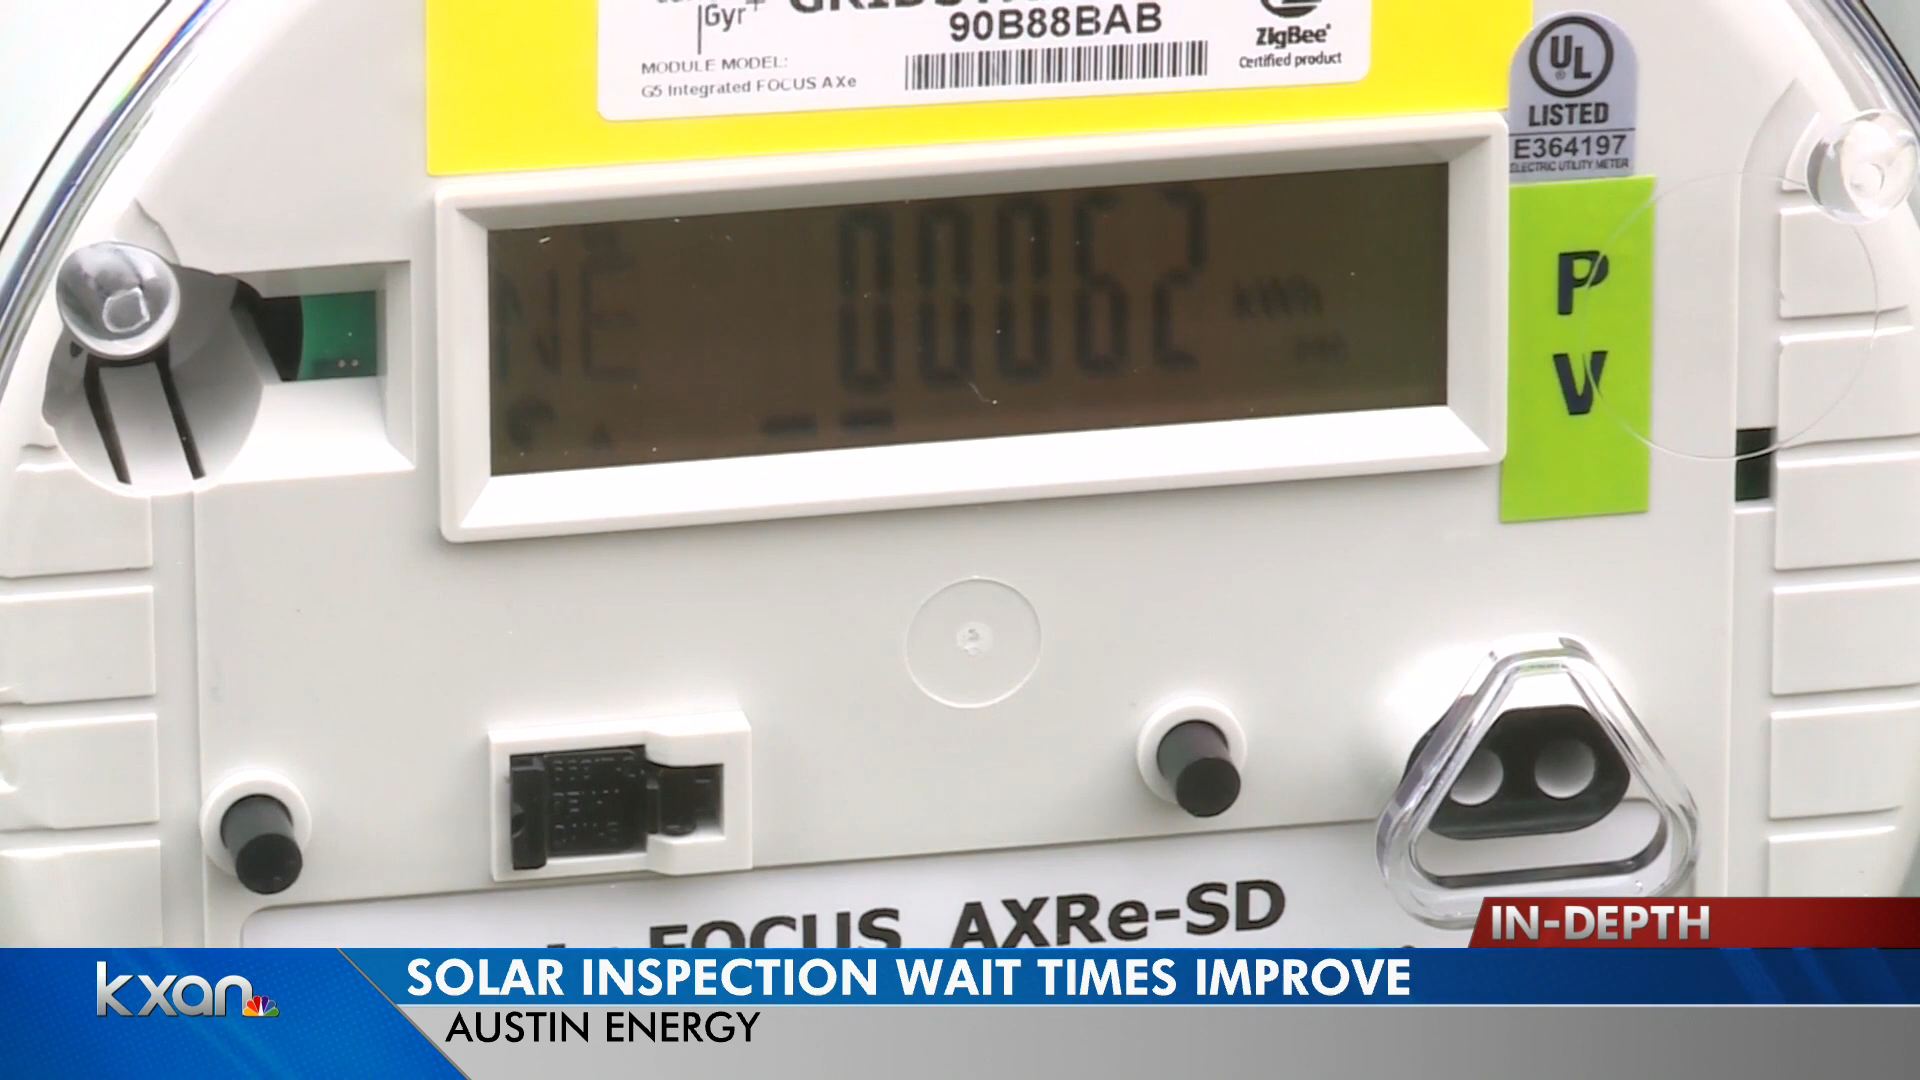 Gyr+
90B88BAB
MODULE MODEL:
G5 Integrated FOCUS AXe
ZigBee®
Certified product
UL
LISTED
E364197
ELECTRIC UTILITY METER
NE 00062 kWh
P
V
FOCUS AXRe-SD
IN-DEPTH
kxan
SOLAR INSPECTION WAIT TIMES IMPROVE
AUSTIN ENERGY